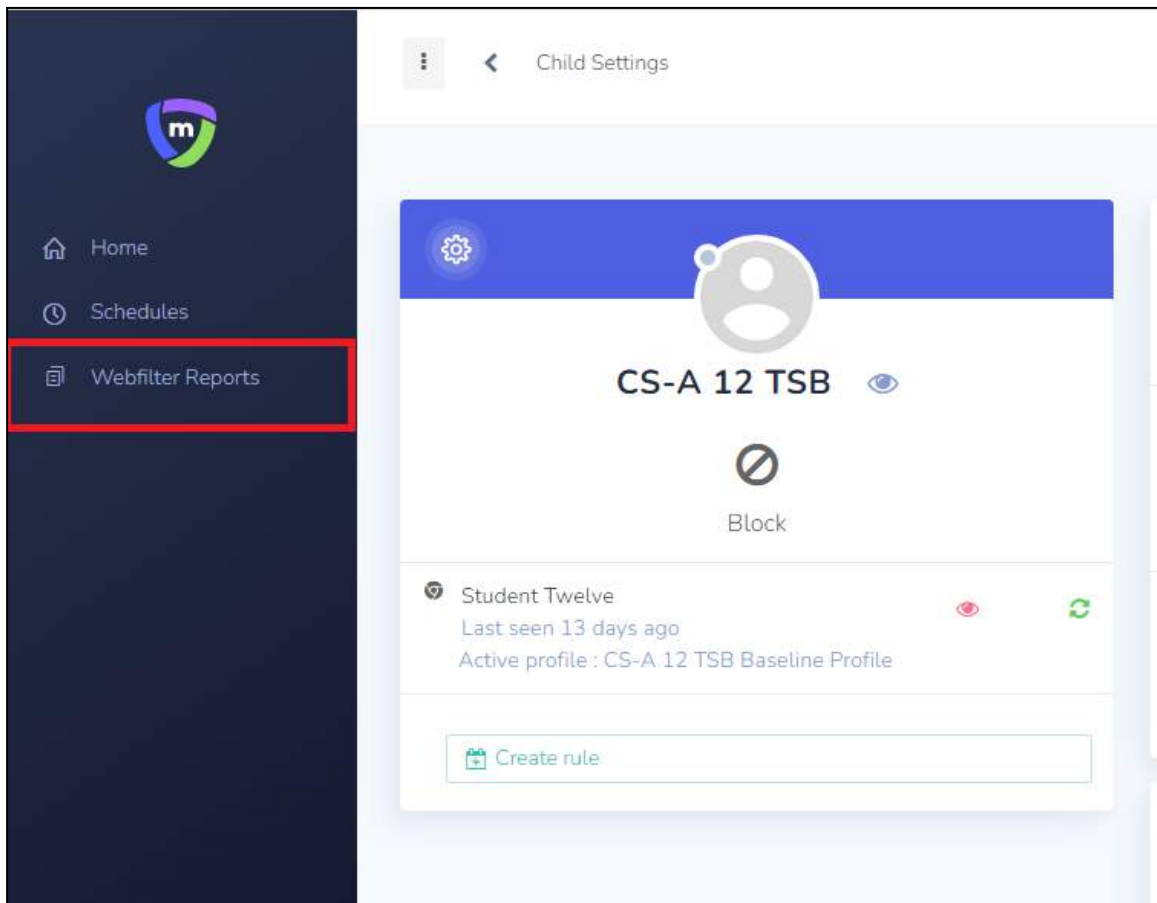 m
Home
Schedules
Webfilter Reports
Child Settings
CS-A 12 TSB
Block
Student Twelve
Last seen 13 days ago
Active profile : CS-A 12 TSB Baseline Profile
Create rule